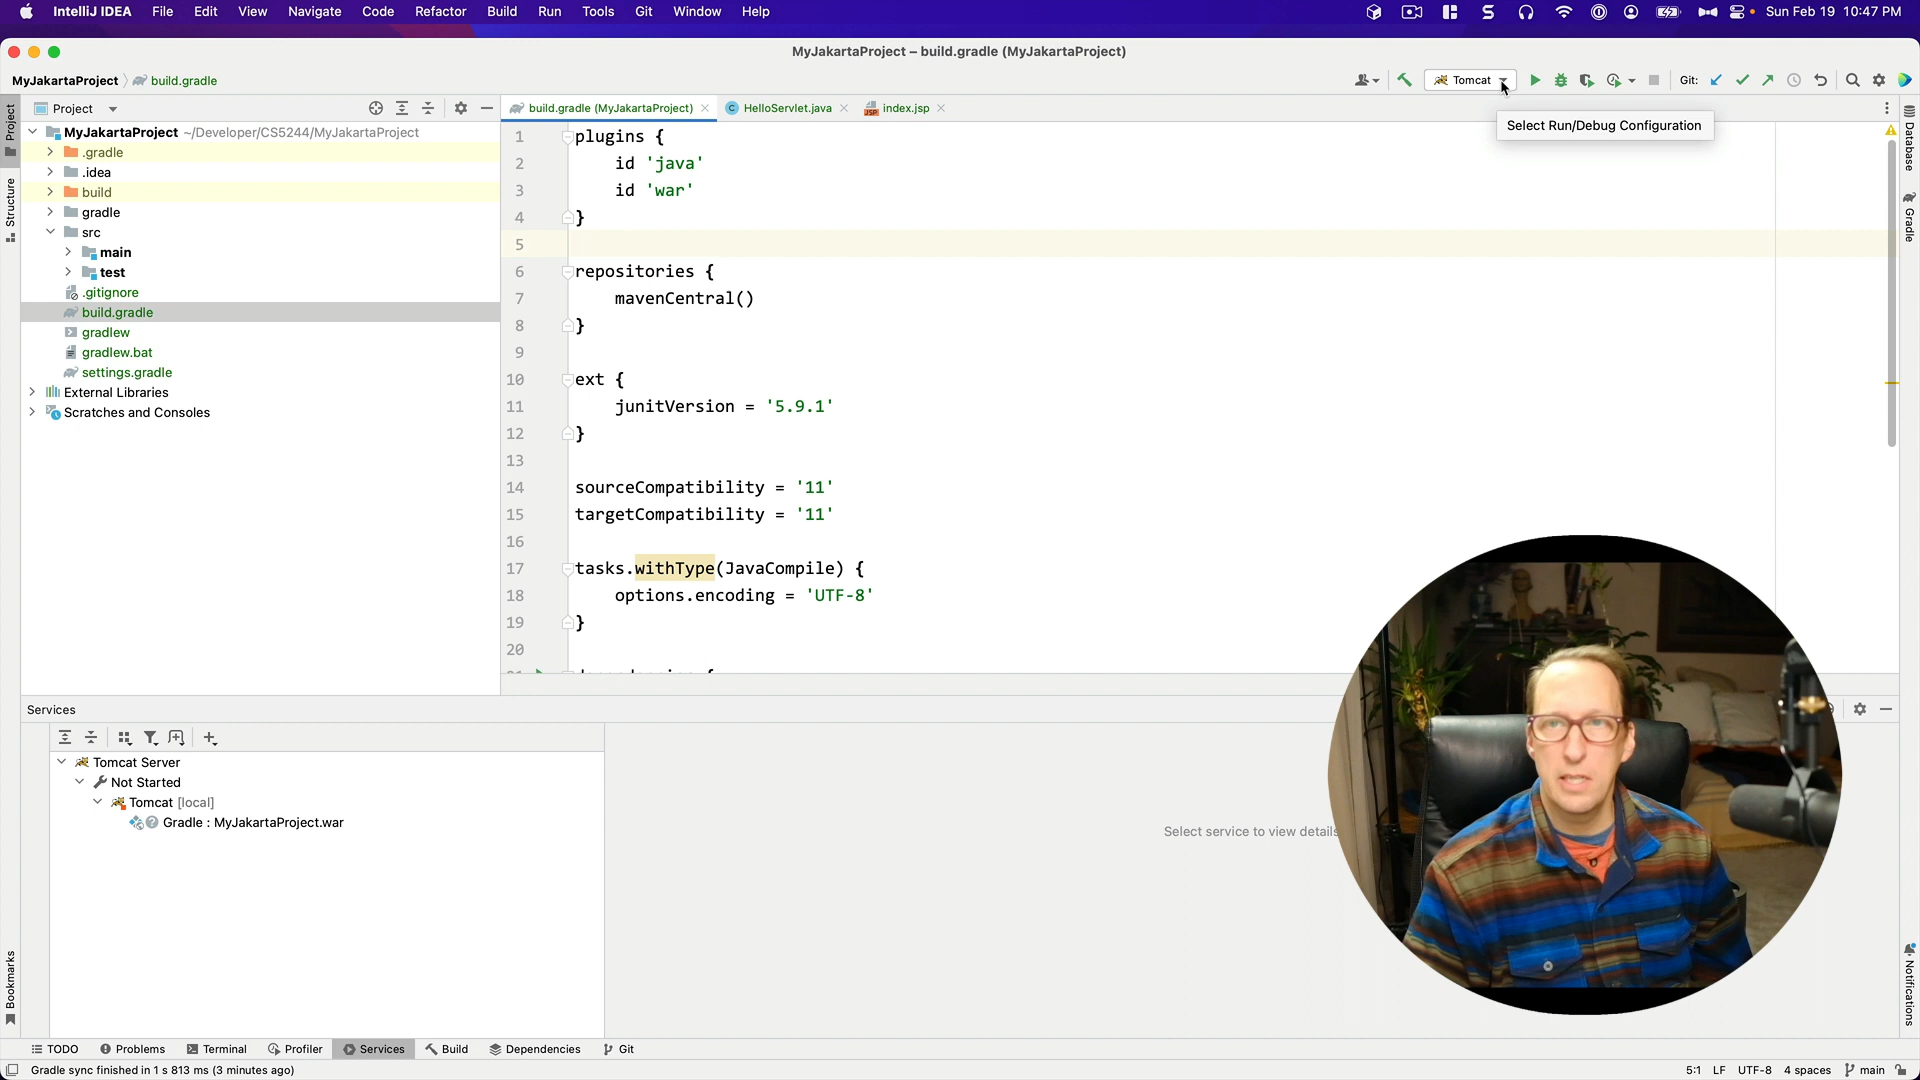 IntelliJ IDEA File Edit View Navigate Code Refactor Build Run Tools Git Window Help Sun Feb 19 10:47 PM
MyJakartaProject – build.gradle (MyJakartaProject)
MyJakartaProject build.gradle Tomcat Git:
Select Run/Debug Configuration
Project
build.gradle (MyJakartaProject) HelloServlet.java index.jsp
MyJakartaProject ~/Developer/CS5244/MyJakartaProject
.gradle
.idea
build
gradle
src
main
test
.gitignore
build.gradle
gradlew
gradlew.bat
settings.gradle
External Libraries
Scratches and Consoles
1 plugins {
2 id 'java'
3 id 'war'
4 }
5
6 repositories {
7 mavenCentral()
8 }
9
10 ext {
11 junitVersion = '5.9.1'
12 }
13
14 sourceCompatibility = '11'
15 targetCompatibility = '11'
16
17 tasks.withType(JavaCompile) {
18 options.encoding = 'UTF-8'
19 }
20
Project
Structure
Bookmarks
Database
Gradle
Notifications
Services
Tomcat Server
Not Started
Tomcat [local]
Gradle : MyJakartaProject.war
Select service to view details
TODO Problems Terminal Profiler Services Build Dependencies Git
Gradle sync finished in 1 s 813 ms (3 minutes ago) 5:1 LF UTF-8 4 spaces main